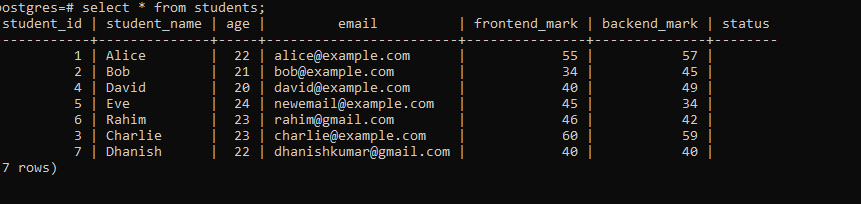 postgres=# select * from students;
student_id | student_name | age | email | frontend_mark | backend_mark | status
-----------+--------------+-----+------------------------+---------------+--------------+--------
1 | Alice | 22 | alice@example.com | 55 | 57 |
2 | Bob | 21 | bob@example.com | 34 | 45 |
4 | David | 20 | david@example.com | 40 | 49 |
5 | Eve | 24 | newemail@example.com | 45 | 34 |
6 | Rahim | 23 | rahim@gmail.com | 46 | 42 |
3 | Charlie | 23 | charlie@example.com | 60 | 59 |
7 | Dhanish | 22 | dhanishkumar@gmail.com | 40 | 40 |
(7 rows)